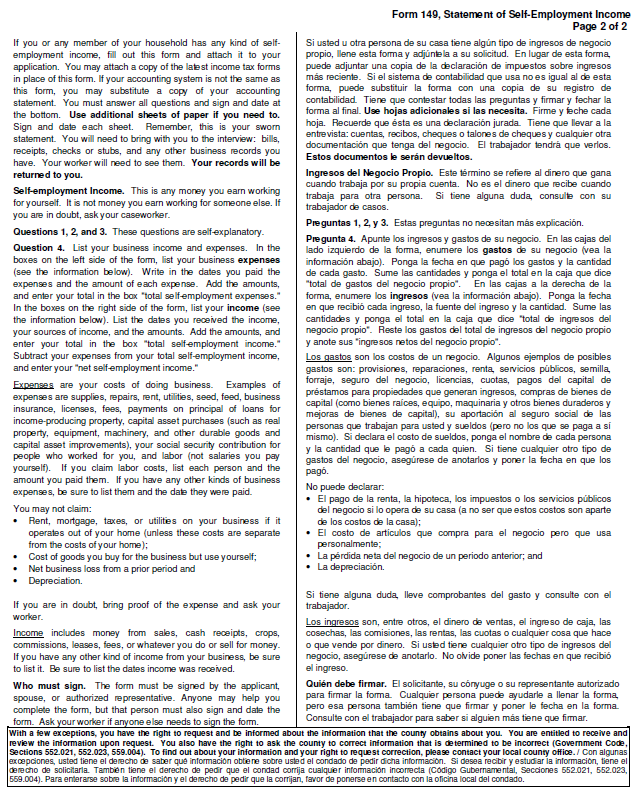 Form 149, Statement of Self-Employment Income
Page 2 of 2
If you or any member of your household has any kind of self-
employment income, fill out this form and attach it to your
application. You may attach a copy of the latest income tax forms
in place of this form. If your accounting system is not the same as
this form, you may substitute a copy of your accounting
statement. You must answer all questions and sign and date at
the bottom. Use additional sheets of paper if you need to.
Sign and date each sheet. Remember, this is your sworn
statement. You will need to bring with you to the interview: bills,
receipts, checks or stubs, and any other business records you
have. Your worker will need to see them. Your records will be
returned to you.
Self-employment Income. This is any money you earn working
for yourself. It is not money you earn working for someone else. If
you are in doubt, ask your caseworker.
Questions 1, 2, and 3. These questions are self-explanatory.
Question 4. List your business income and expenses. In the
boxes on the left side of the form, list your business expenses
(see the information below). Write in the dates you paid the
expenses and the amount of each expense. Add the amounts,
and enter your total in the box "total self-employment expenses."
In the boxes on the right side of the form, list your income (see
the information below). List the dates you received the income,
your sources of income, and the amounts. Add the amounts, and
enter your total in the box "total self-employment income."
Subtract your expenses from your total self-employment income,
and enter your "net self-employment income."
Expenses are your costs of doing business. Examples of
expenses are supplies, repairs, rent, utilities, seed, feed, business
insurance, licenses, fees, payments on principal of loans for
income-producing property, capital asset purchases (such as real
property, equipment, machinery, and other durable goods and
capital asset improvements), your social security contribution for
people who worked for you, and labor (not salaries you pay
yourself). If you claim labor costs, list each person and the
amount you paid them. If you have any other kinds of business
expenses, be sure to list them and the date they were paid.
You may not claim:
• Rent, mortgage, taxes, or utilities on your business if it
operates out of your home (unless these costs are separate
from the costs of your home);
• Cost of goods you buy for the business but use yourself;
• Net business loss from a prior period and
• Depreciation.
If you are in doubt, bring proof of the expense and ask your
worker.
Income includes money from sales, cash receipts, crops,
commissions, leases, fees, or whatever you do or sell for money.
If you have any other kind of income from your business, be sure
to list it. Be sure to list the dates income was received.
Who must sign. The form must be signed by the applicant,
spouse, or authorized representative. Anyone may help you
complete the form, but that person must also sign and date the
form. Ask your worker if anyone else needs to sign the form.
Si usted u otra persona de su casa tiene algún tipo de ingresos de negocio
propio, llene esta forma y adjúntela a su solicitud. En lugar de esta forma,
puede adjuntar una copia de la declaración de impuestos sobre ingresos
más reciente. Si el sistema de contabilidad que usa no es igual al de esta
forma, puede substituir la forma con una copia de su registro de
contabilidad. Tiene que contestar todas las preguntas y firmar y fechar la
forma al final. Use hojas adicionales si las necesita. Firme y feche cada
hoja. Recuerde que ésta es una declaración jurada. Tiene que llevar a la
entrevista: cuentas, recibos, cheques o talones de cheques y cualquier otra
documentación que tenga del negocio. El trabajador tendrá que verlos.
Estos documentos le serán devueltos.
Ingresos del Negocio Propio. Este término se refiere al dinero que gana
cuando trabaja por su propia cuenta. No es el dinero que recibe cuando
trabaja para otra persona. Si tiene alguna duda, consulte con su
trabajador de casos.
Preguntas 1, 2, y 3. Estas preguntas no necesitan más explicación.
Pregunta 4. Apunte los ingresos y gastos de su negocio. En las cajas del
lado izquierdo de la forma, enumere los gastos de su negocio (vea la
información abajo). Ponga la fecha en que pagó los gastos y la cantidad
de cada gasto. Sume las cantidades y ponga el total en la caja que dice
"total de gastos del negocio propio". En las cajas a la derecha de la
forma, enumere los ingresos (vea la información abajo). Ponga la fecha
en que recibió cada ingreso, la fuente del ingreso y la cantidad. Sume las
cantidades y ponga el total en la caja que dice "total de ingresos del
negocio propio". Reste los gastos del total de ingresos del negocio propio
y anote sus "ingresos netos del negocio propio".
Los gastos son los costos de un negocio. Algunos ejemplos de posibles
gastos son: provisiones, reparaciones, renta, servicios públicos, semilla,
forraje, seguro del negocio, licencias, cuotas, pagos del capital de
préstamos para propiedades que generan ingresos, compras de bienes de
capital (como bienes raíces, equipo, maquinaria y otros bienes duraderos y
mejoras de bienes de capital), su aportación al seguro social de las
personas que trabajan para usted y sueldos (pero no los que se paga a sí
mismo). Si declara el costo de sueldos, ponga el nombre de cada persona
y la cantidad que le pagó a cada quien. Si tiene cualquier otro tipo de
gastos del negocio, asegúrese de anotarlos y poner la fecha en que los
pagó.
No puede declarar:
• El pago de la renta, la hipoteca, los impuestos o los servicios públicos
del negocio si lo opera de su casa (a no ser que estos costos son aparte
de los costos de la casa);
• El costo de artículos que compra para el negocio pero que usa
personalmente;
• La pérdida neta del negocio de un periodo anterior; and
• La depreciación.
Si tiene alguna duda, lleve comprobantes del gasto y consulte con el
trabajador.
Los ingresos son, entre otros, el dinero de ventas, el ingreso de caja, las
cosechas, las comisiones, las rentas, las cuotas o cualquier cosa que hace
o que vende por dinero. Si usted tiene cualquier otro tipo de ingresos del
negocio, asegúrese de anotarlo. No olvide poner las fechas en que recibió
el ingreso.
Quién debe firmar. El solicitante, su cónyuge o su representante autorizado
para firmar la forma. Cualquier persona puede ayudarle a llenar la forma,
pero esa persona también tiene que firmar y poner le fecha en la forma.
Consulte con el trabajador para saber si alguien más tiene que firmar.
With a few exceptions, you have the right to request and be informed about the information that the county obtains about you. You are entitled to receive and
review the information upon request. You also have the right to ask the county to correct information that is determined to be incorrect (Government Code,
Sections 552.021, 552.023, 559.004). To find out about your information and your right to request correction, please contact your local county office. / Con algunas
excepciones, usted tiene el derecho de saber qué información obtiene sobre usted el condado de pedir dicha información. Si desea recibir y estudiar la información, tiene el
derecho de solicitarla. También tiene el derecho de pedir que el condad corrija cualquier información incorrecta (Código Gubernamental, Secciones 552.021, 552.023,
559.004). Para enterarse sobre la información y el derecho de pedir que la corrijan, favor de ponerse en contacto con la oficina local del condado.